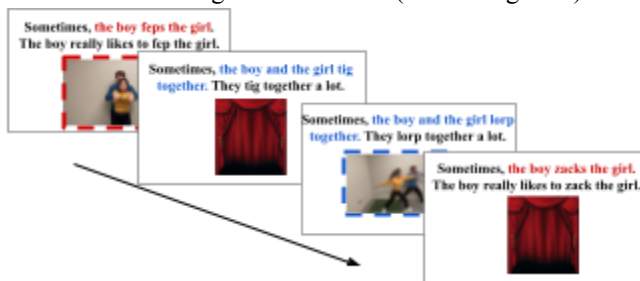 Sometimes, the boy feps the girl.
The boy really likes to fep the girl.
Sometimes, the boy and the girl tig
together. They tig together a lot.
Sometimes, the boy and the girl lorp
together. They lorp together a lot.
Sometimes, the boy zacks the girl.
The boy really likes to zack the girl.